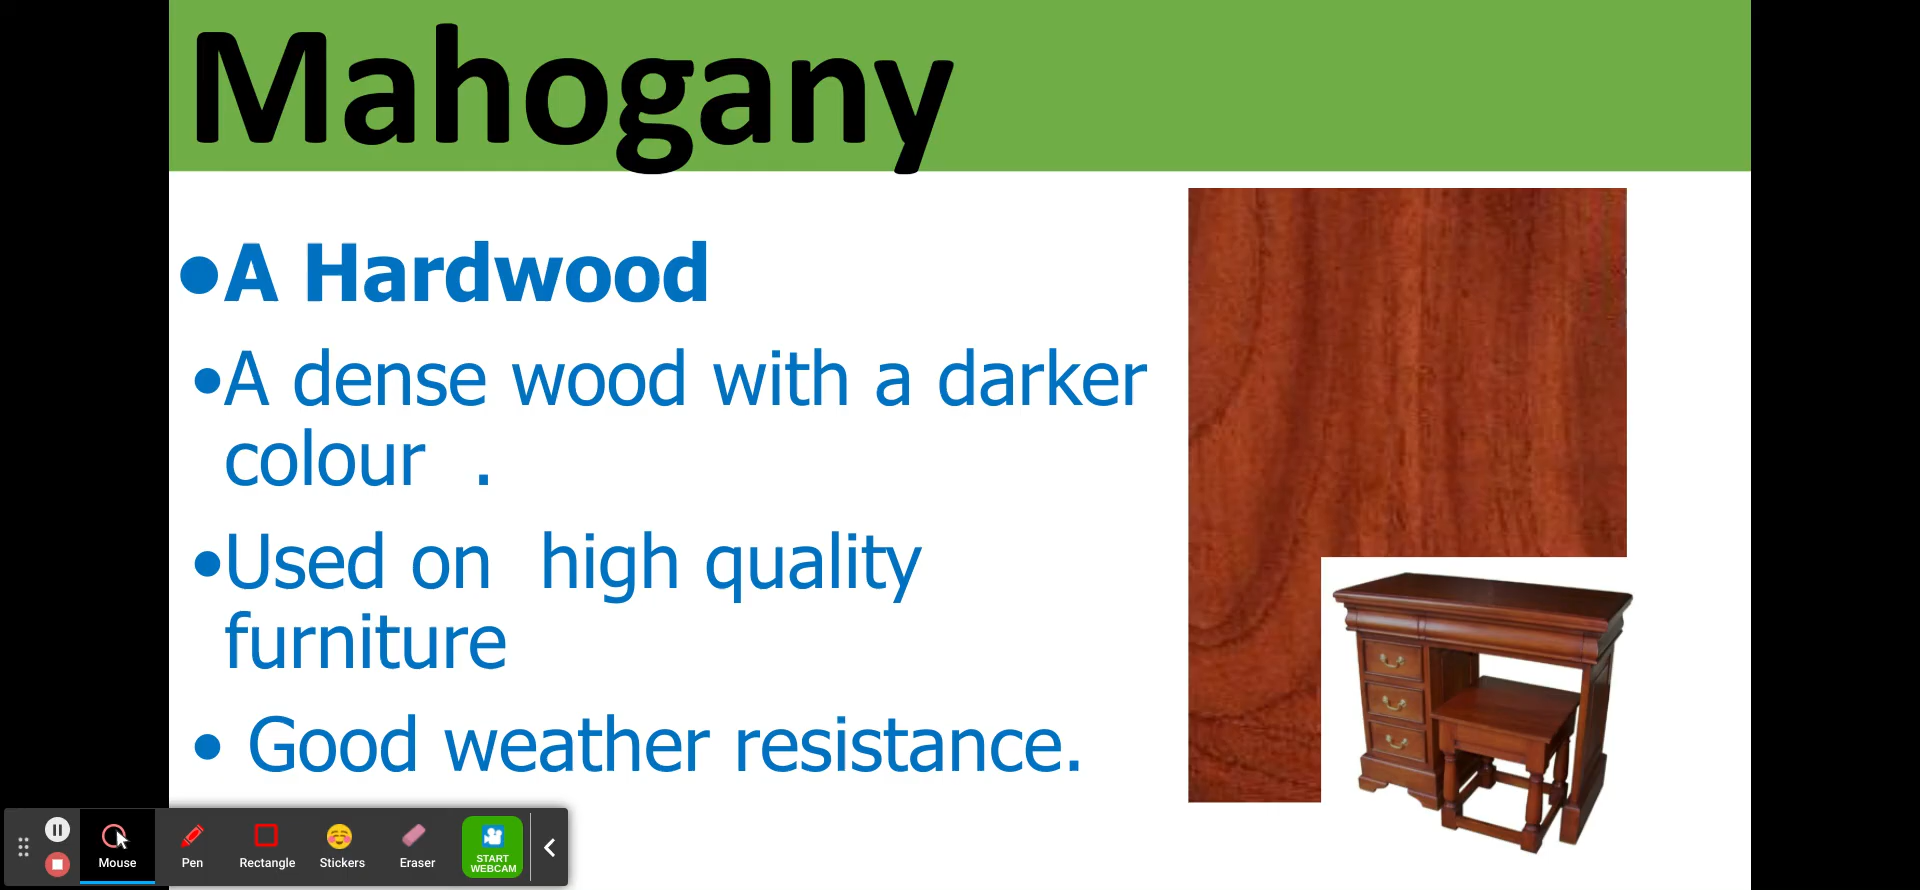 Mahogany
•A Hardwood
•A dense wood with a darker
colour .
•Used on high quality
furniture
• Good weather resistance.
Mouse
Pen
Rectangle
Stickers
Eraser
START
WEBCAM